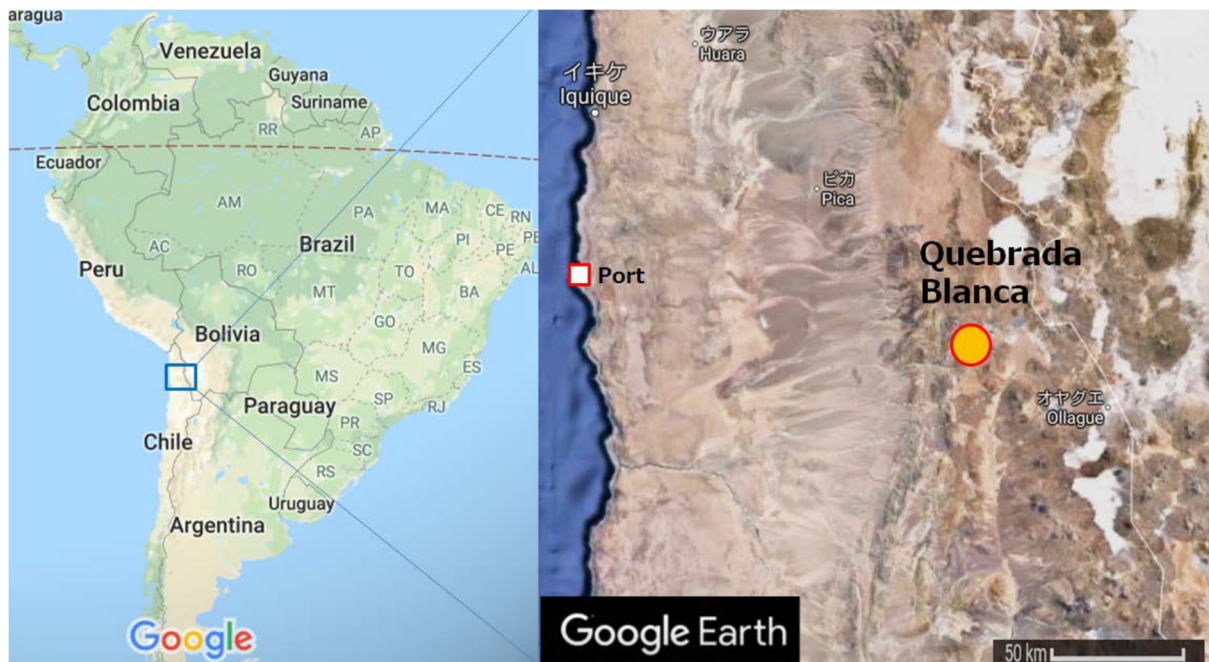 aragua
Venezuela
Guyana
Colombia
Suriname
RR
AP
Ecuador
AM
PA
MA
CE
RN
PI
PE
PB
AC
Brazil
AL
Peru
RO
TO
BA
MT
Bolivia
GO
MG
ES
MS
SP
RJ
Paraguay
PR
Chile
SC
RS
Uruguay
Argentina
Google
ウアラ
Huara
イキケ
Iquique
ピカ
Pica
Port
Quebrada
Blanca
オヤグエ
Ollague
Google Earth
50 km